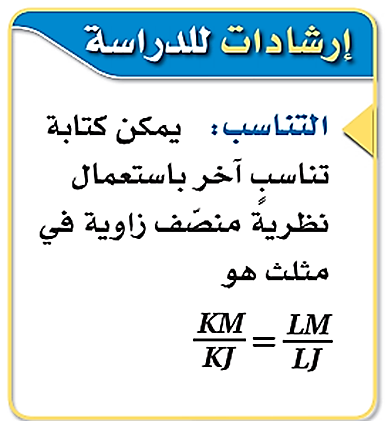 إرشادات للدراسة
التناسب: يمكن كتابة
تناسبٍ آخر باستعمال
نظرية منصّف زاوية في
مثلث هو
KM/KJ = LM/LJ